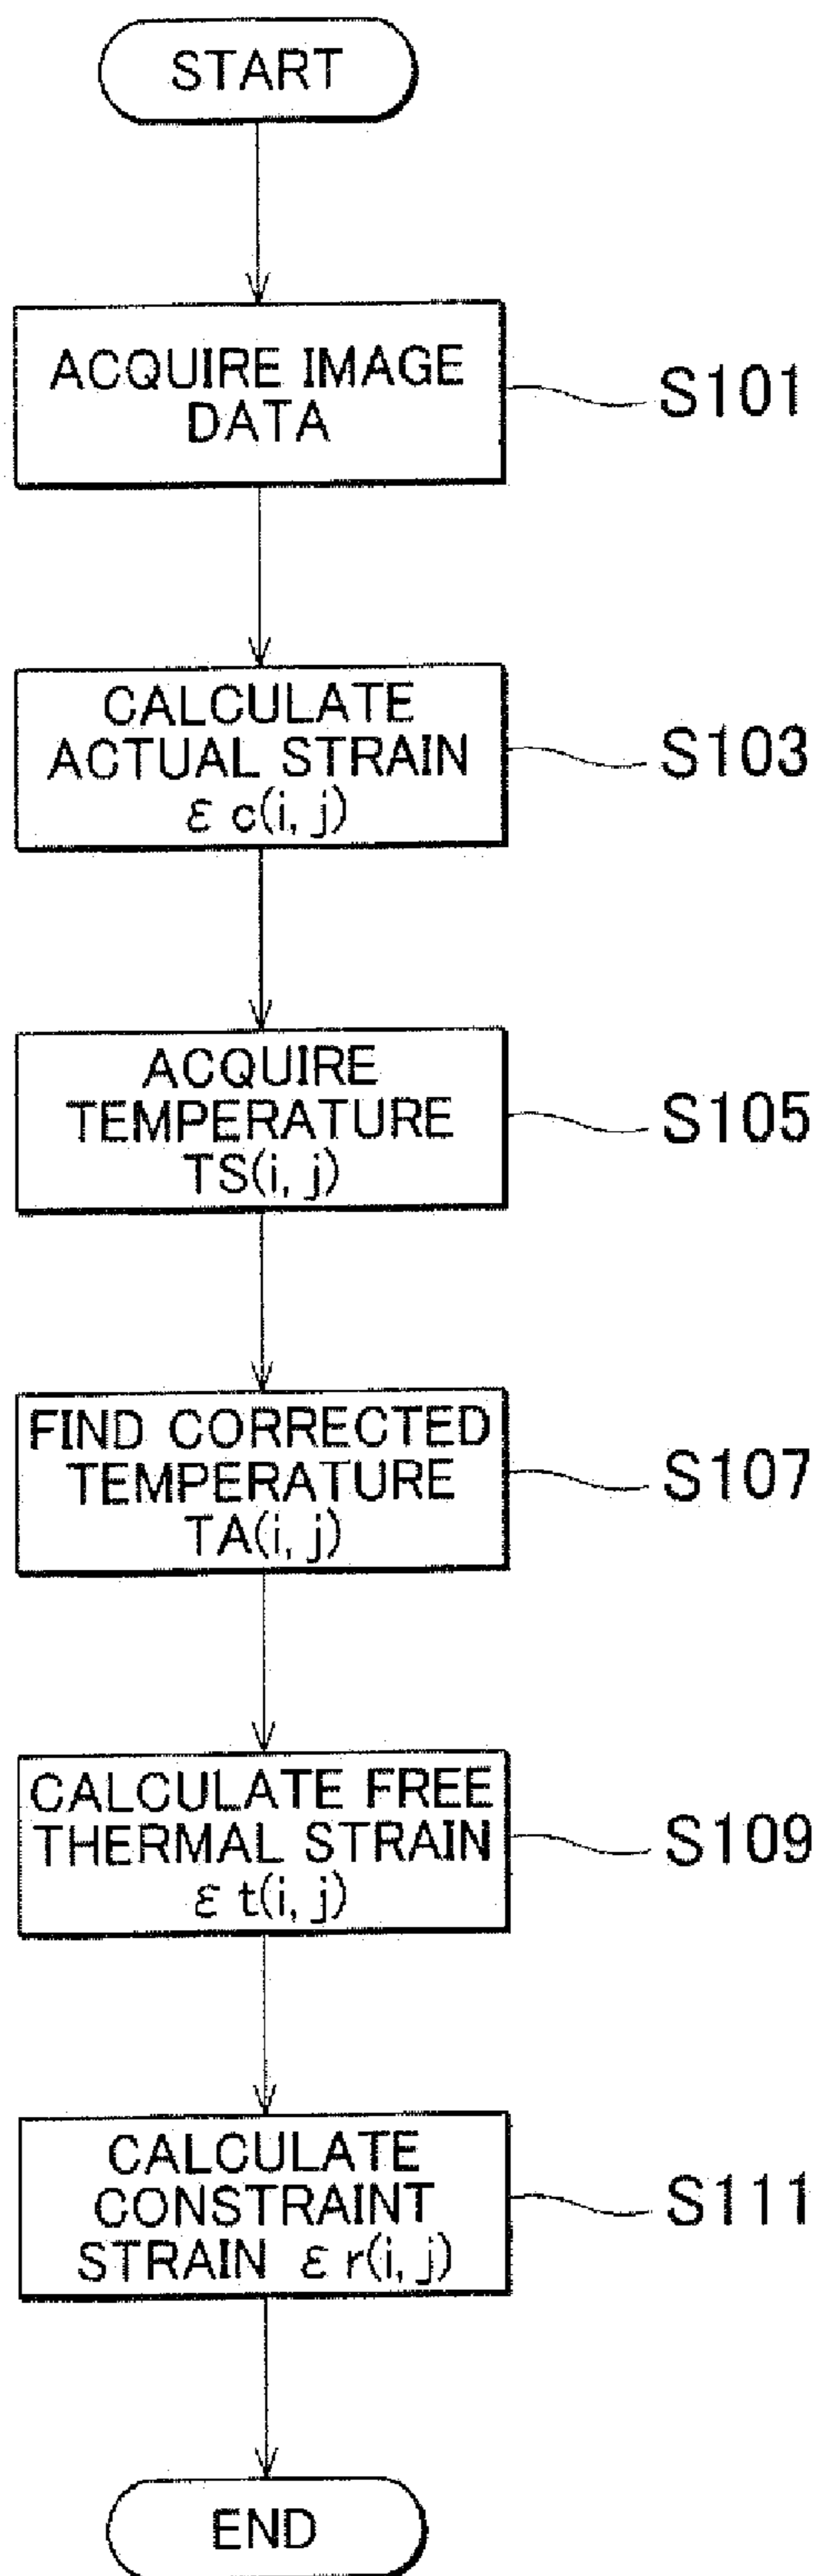 START
ACQUIRE IMAGE
DATA
S101
CALCULATE
ACTUAL STRAIN
ε c(i, j)
S103
ACQUIRE
TEMPERATURE
TS(i, j)
S105
FIND CORRECTED
TEMPERATURE
TA(i, j)
S107
CALCULATE FREE
THERMAL STRAIN
ε t(i, j)
S109
CALCULATE
CONSTRAINT
STRAIN ε r(i, j)
S111
END